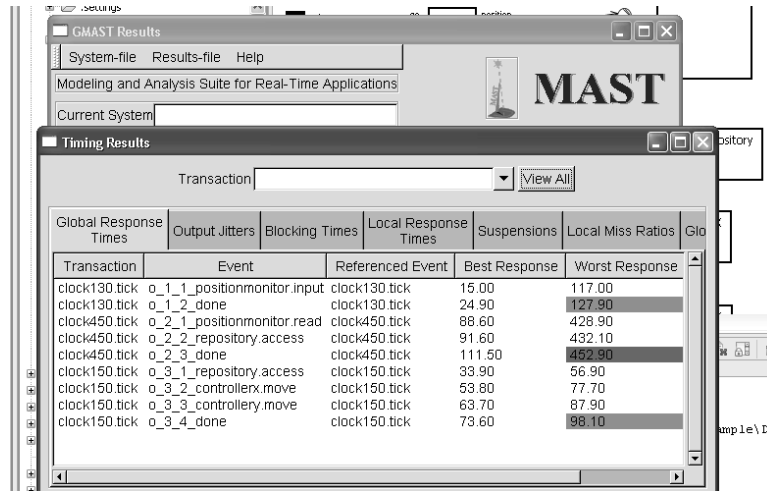 .settings
go
position
GMAST Results
System-file Results-file Help
Modeling and Analysis Suite for Real-Time Applications
MAST
MAST
Current System
Timing Results
Transaction View All
Global Response Times Output Jitters Blocking Times Local Response Times Suspensions Local Miss Ratios Glo
Transaction Event Referenced Event Best Response Worst Response
clock130.tick o_1_1_positionmonitor.input clock130.tick 15.00 117.00
clock130.tick o_1_2_done clock130.tick 24.90 127.90
clock450.tick o_2_1_positionmonitor.read clock450.tick 88.60 428.90
clock450.tick o_2_2_repository.access clock450.tick 91.60 432.10
clock450.tick o_2_3_done clock450.tick 111.50 452.90
clock150.tick o_3_1_repository.access clock150.tick 33.90 56.90
clock150.tick o_3_2_controllerx.move clock150.tick 53.80 77.70
clock150.tick o_3_3_controllery.move clock150.tick 63.70 87.90
clock150.tick o_3_4_done clock150.tick 73.60 98.10
pository
ample\D